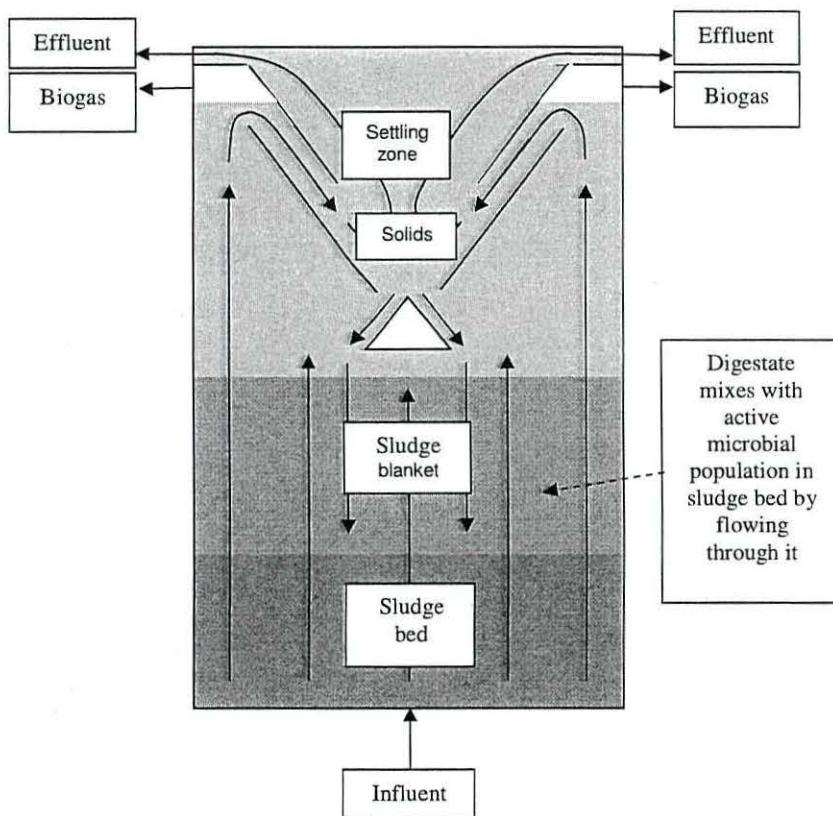 Effluent
Biogas
Effluent
Biogas
Settling
zone
Solids
Digestate
mixes with
active
microbial
population in
sludge bed by
flowing
through it
Sludge
blanket
Sludge
bed
Influent